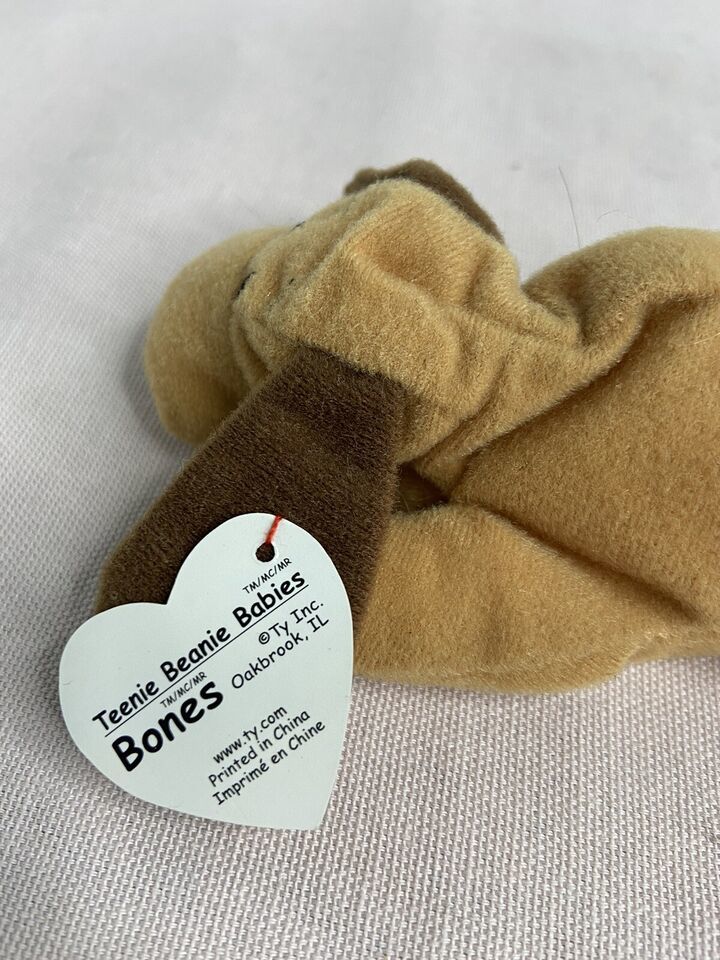 TM/MC/MR
Teenie Beanie Babies
TM/MC/MR
Bones
©Ty Inc.
Oakbrook, IL
www.ty.com
Printed in China
Imprimé en Chine